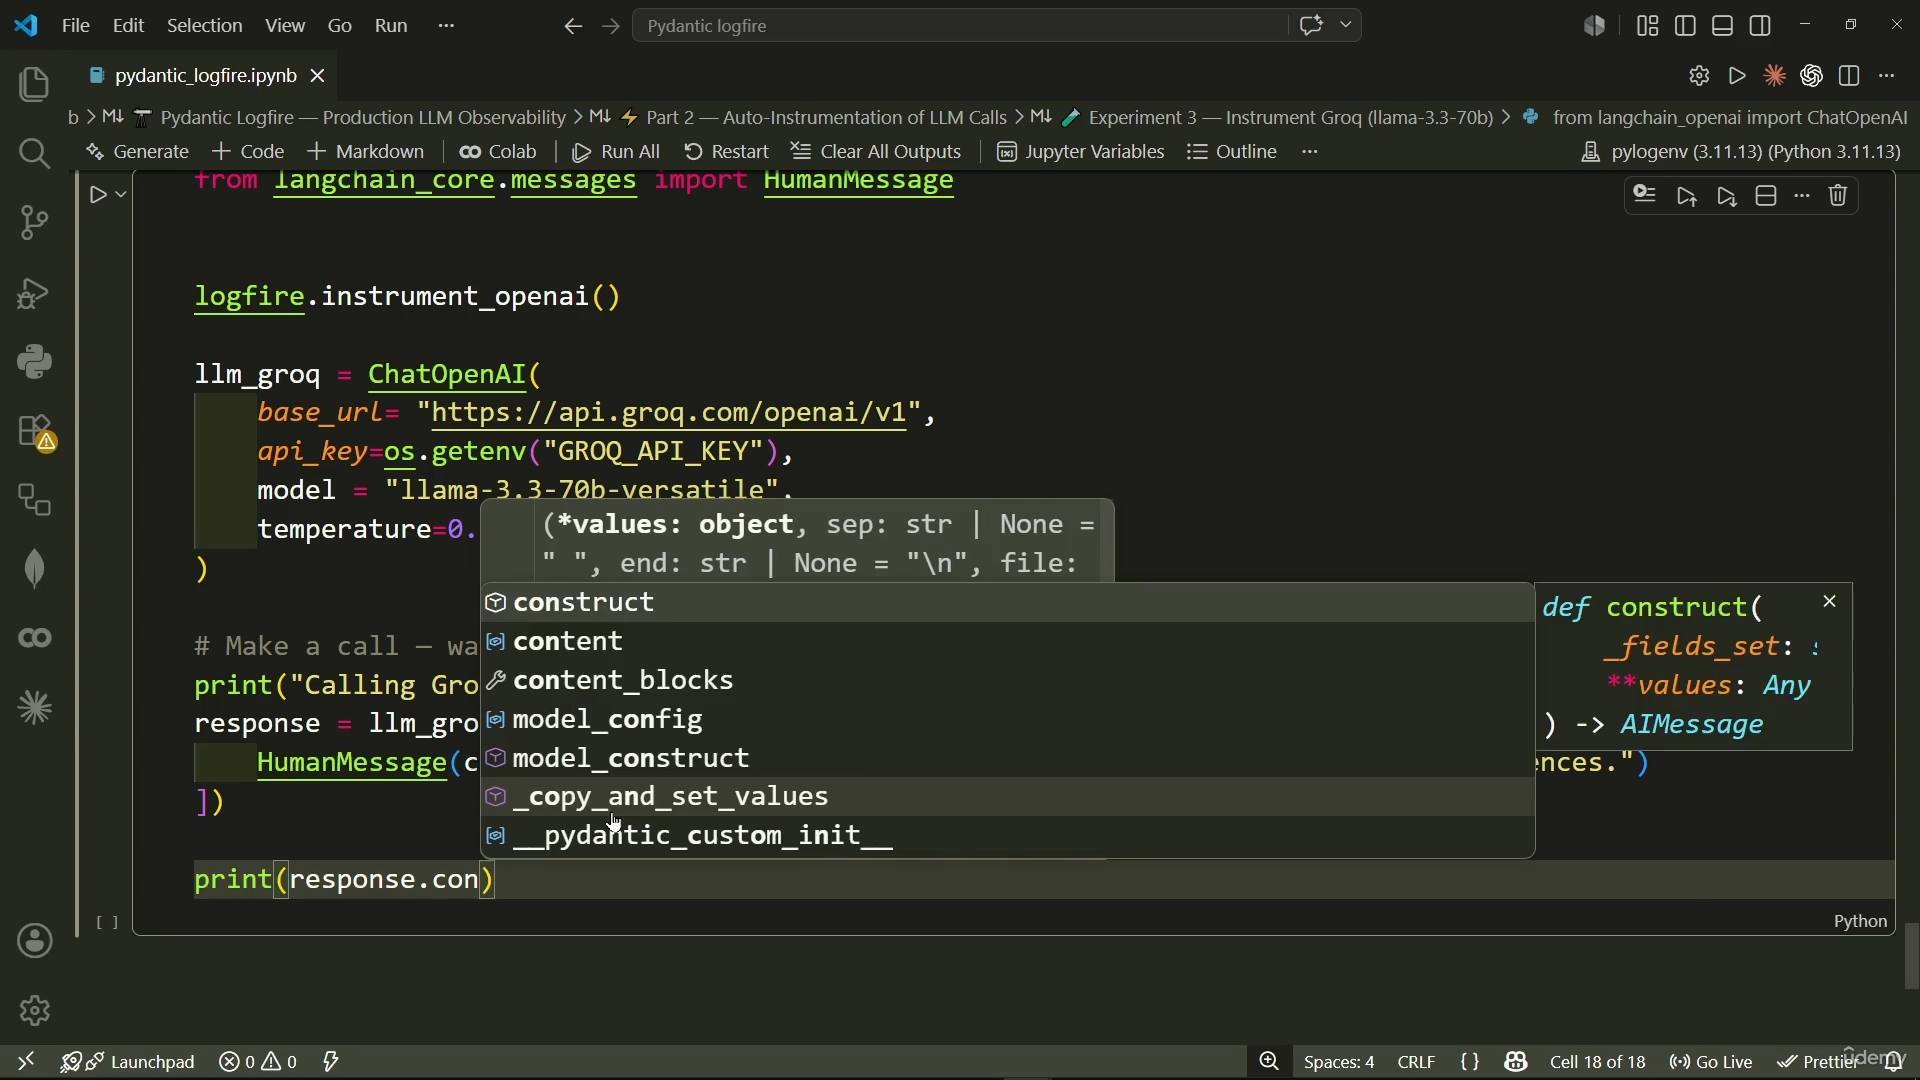 File Edit Selection View Go Run ··· Pydantic logfire
pydantic_logfire.ipynb
b > M↓ Pydantic Logfire — Production LLM Observability > M↓ ⚡ Part 2 — Auto-Instrumentation of LLM Calls > M↓ Experiment 3 — Instrument Groq (llama-3.3-70b) > from langchain_openai import ChatOpenAI
Generate + Code + Markdown Colab Run All Restart Clear All Outputs Jupyter Variables Outline ··· pylogenv (3.11.13) (Python 3.11.13)
from langchain_core.messages import HumanMessage
logfire.instrument_openai()
llm_groq = ChatOpenAI(
base_url= "https://api.groq.com/openai/v1",
api_key=os.getenv("GROQ_API_KEY"),
model = "llama-3.3-70b-versatile",
temperature=0.
(*values: object, sep: str | None =
" ", end: str | None = "\n", file:
)
construct
def construct(
content
# Make a call — wa
_fields_set:
content_blocks
print("Calling Gro
**values: Any
model_config
response = llm_gro
) -> AIMessage
model_construct
HumanMessage(c
ences.")
_copy_and_set_values
])
__pydantic_custom_init__
print(response.con)
[ ]
Python
Launchpad 0 0 Spaces: 4 CRLF { } Cell 18 of 18 Go Live Prettier
udemy